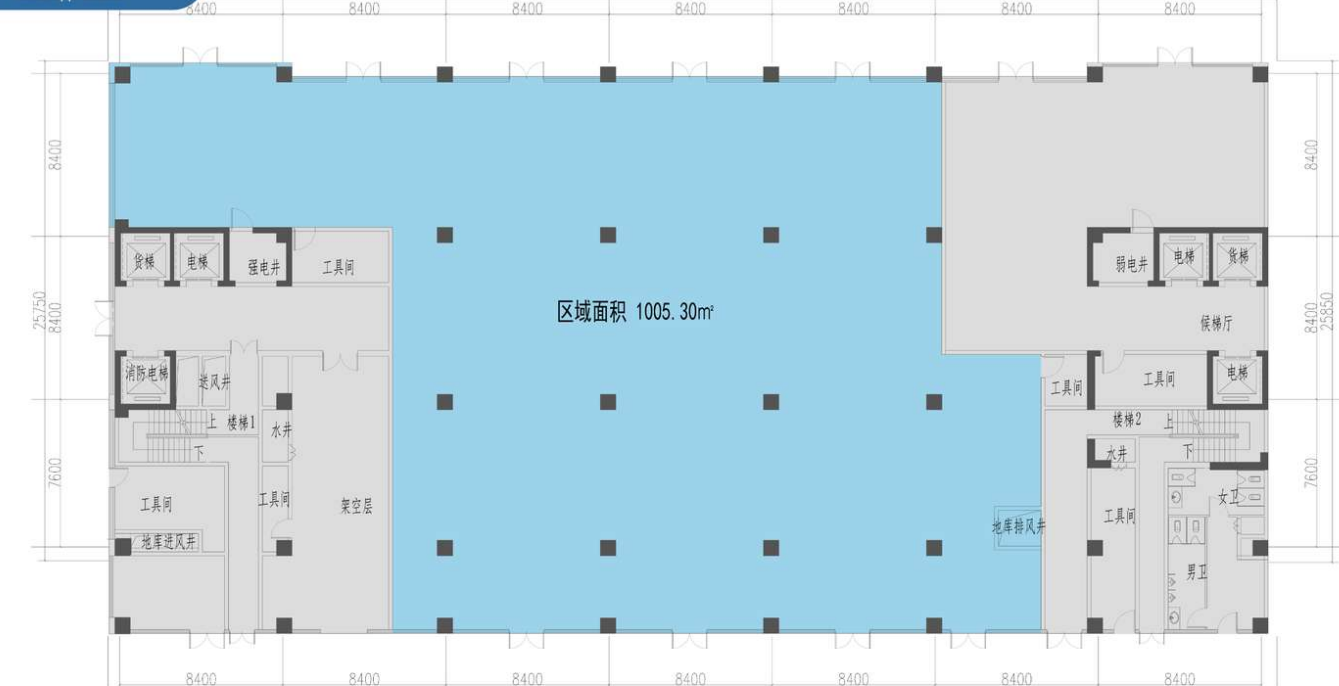 8400 8400 8400 8400 8400 8400 8400
8400
8400
货梯
电梯
强电井
工具间
弱电井
电梯
货梯
区域面积 1005.30㎡
25750
8400
8400
25850
候梯厅
消防电梯
送风井
工具间
工具间
电梯
上 楼梯1
下
水井
楼梯2 上
下
水井
7600
7600
工具间
工具间
架空层
地库进风井
地库排风井
工具间
女卫
男卫
8400 8400 8400 8400 8400 8400 8400